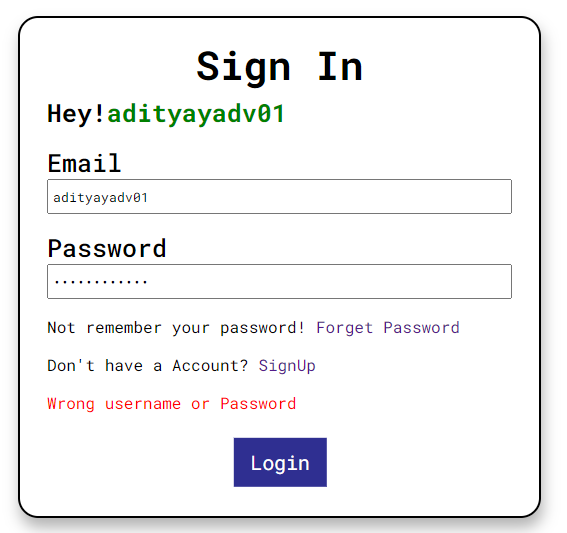 Sign In
Hey!adityayadv01
Email
adityayadv01
Password
............
Not remember your password! Forget Password
Don't have a Account? SignUp
Wrong username or Password
Login